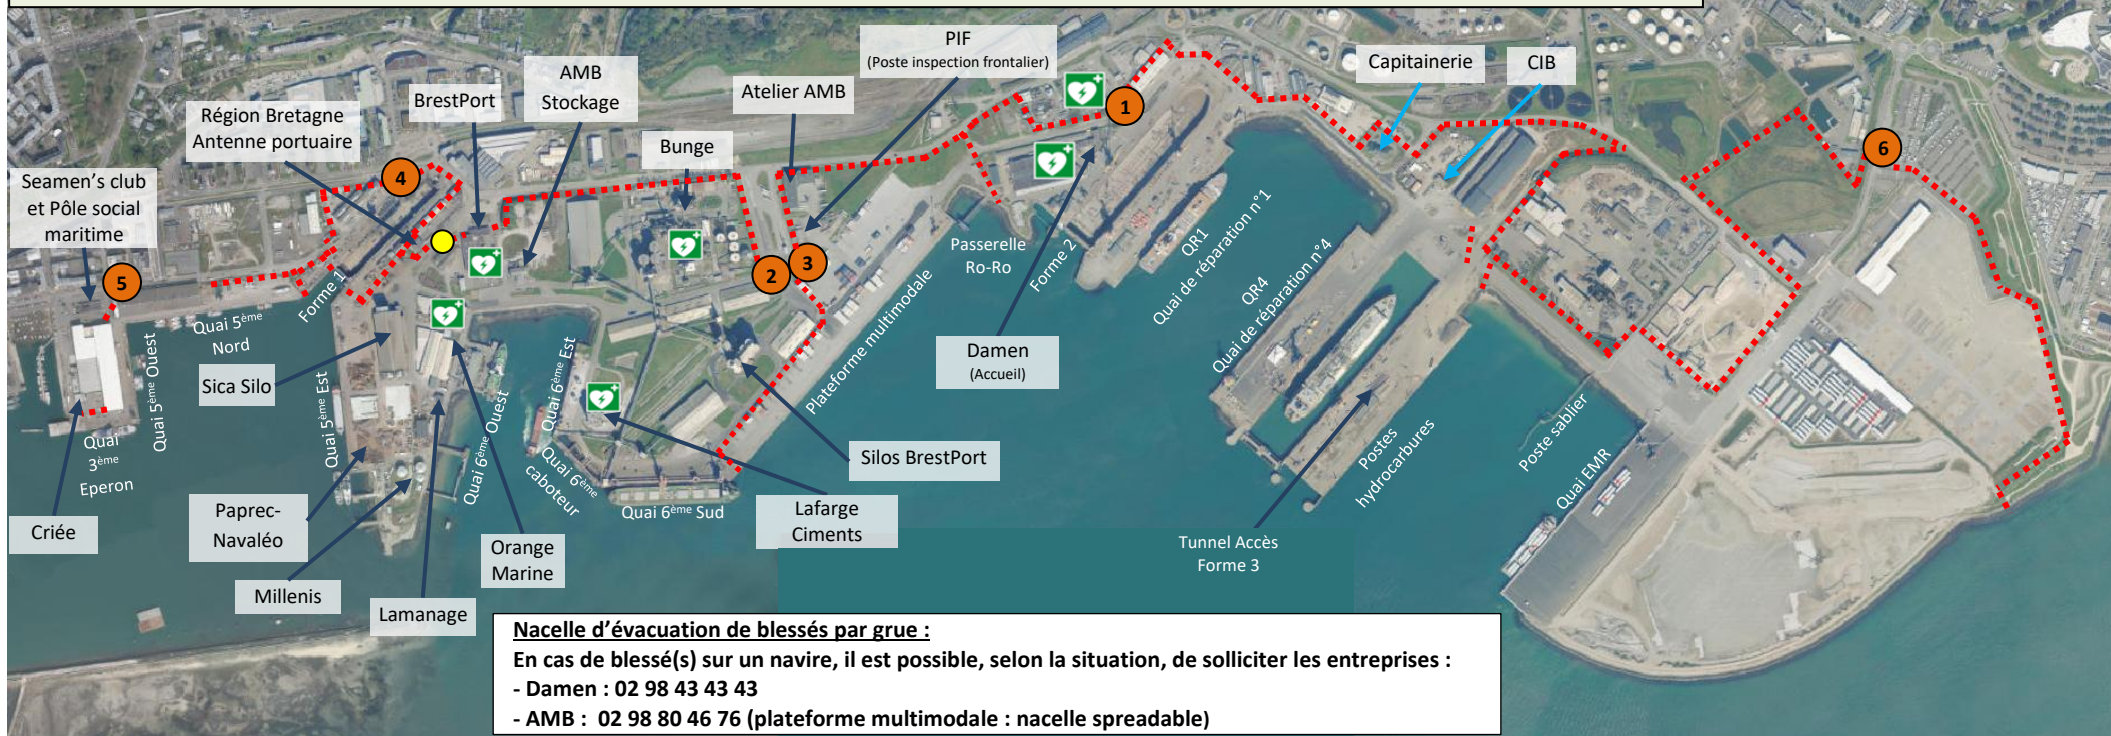 PIF
(Poste inspection frontalier)
AMB
Stockage
Capitainerie
CIB
BrestPort
Atelier AMB
Région Bretagne
Antenne portuaire
Bunge
1
Seamen's club
et Pôle social
maritime
4
6
5
2
3
Passerelle
Ro-Ro
Forme 1
Forme 2
QR1
Quai de réparation n°1
QR4
Quai de réparation n°4
Quai 5ème
Nord
Quai 5ème Ouest
Quai 5ème Est
Sica Silo
Quai 6ème Est
Plateforme multimodale
Damen
(Accueil)
Quai
3ème
Eperon
Quai 6ème Ouest
Quai 6ème
caboteur
Quai 6ème Sud
Silos BrestPort
Postes
hydrocarbures
Poste sablier
Quai EMR
Criée
Paprec-
Navaléo
Lafarge
Ciments
Orange
Marine
Tunnel Accès
Forme 3
Millenis
Lamanage
Nacelle d'évacuation de blessés par grue :
En cas de blessé(s) sur un navire, il est possible, selon la situation, de solliciter les entreprises :
- Damen : 02 98 43 43 43
- AMB : 02 98 80 46 76 (plateforme multimodale : nacelle spreadable)